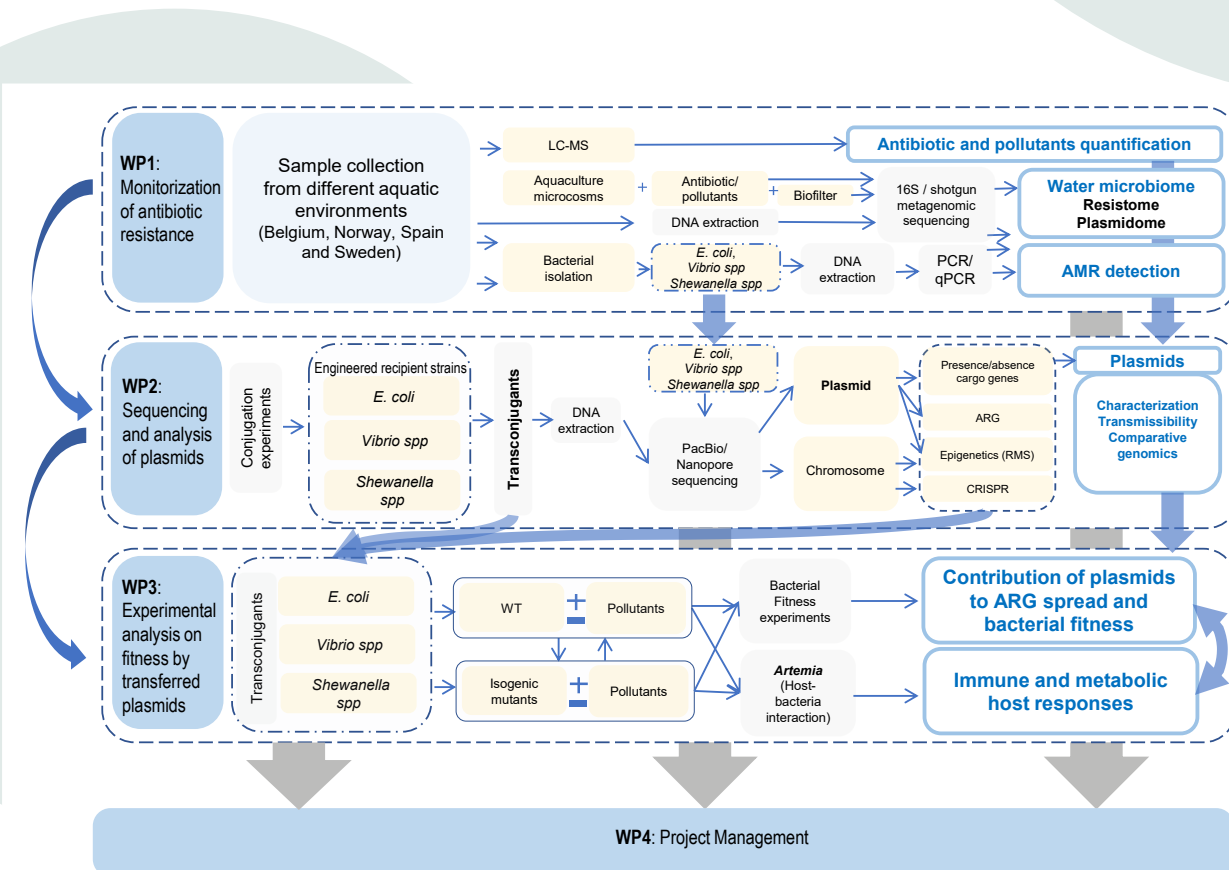 WP1:
Monitorization
of antibiotic
resistance
Sample collection
from different aquatic
environments
(Belgium, Norway, Spain
and Sweden)
LC-MS
Antibiotic and pollutants quantification
Aquaculture
microcosms
+
Antibiotic/
pollutants
+
Biofilter
16S / shotgun
metagenomic
sequencing
Water microbiome
Resistome
Plasmidome
DNA extraction
Bacterial
isolation
E. coli,
Vibrio spp
Shewanella spp
DNA
extraction
PCR/
qPCR
AMR detection
WP2:
Sequencing
and analysis
of plasmids
Conjugation
experiments
Engineered recipient strains
E. coli
Vibrio spp
Shewanella
spp
Transconjugants
DNA
extraction
E. coli,
Vibrio spp
Shewanella spp
PacBio/
Nanopore
sequencing
Plasmid
Chromosome
Presence/absence
cargo genes
ARG
Epigenetics (RMS)
CRISPR
Plasmids
Characterization
Transmissibility
Comparative
genomics
WP3:
Experimental
analysis on
fitness by
transferred
plasmids
Transconjugants
E. coli
Vibrio spp
Shewanella
spp
WT
±
Pollutants
Isogenic
mutants
±
Pollutants
Bacterial
Fitness
experiments
Artemia
(Host-
bacteria
interaction)
Contribution of plasmids
to ARG spread and
bacterial fitness
Immune and metabolic
host responses
WP4: Project Management